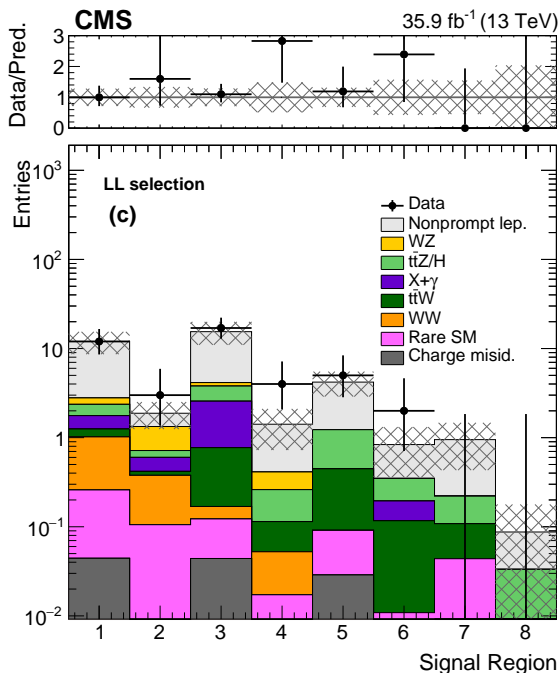 CMS 35.9 fb⁻¹ (13 TeV)
Data/Pred.
3
2
1
0
Entries
10³
10²
10
1
10⁻¹
10⁻²
LL selection
(c)
Data
Nonprompt lep.
WZ
tt̄Z/H
X+γ
tt̄W
WW
Rare SM
Charge misid.
1 2 3 4 5 6 7 8
Signal Region